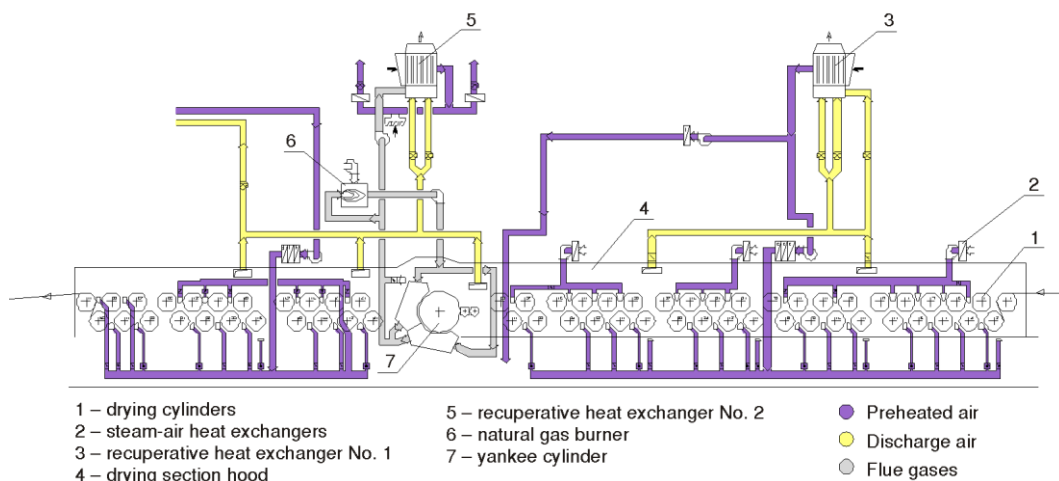 5
3
6
4
2
1
7
1 – drying cylinders
2 – steam-air heat exchangers
3 – recuperative heat exchanger No. 1
4 – drying section hood
5 – recuperative heat exchanger No. 2
6 – natural gas burner
7 – yankee cylinder
Preheated air
Discharge air
Flue gases